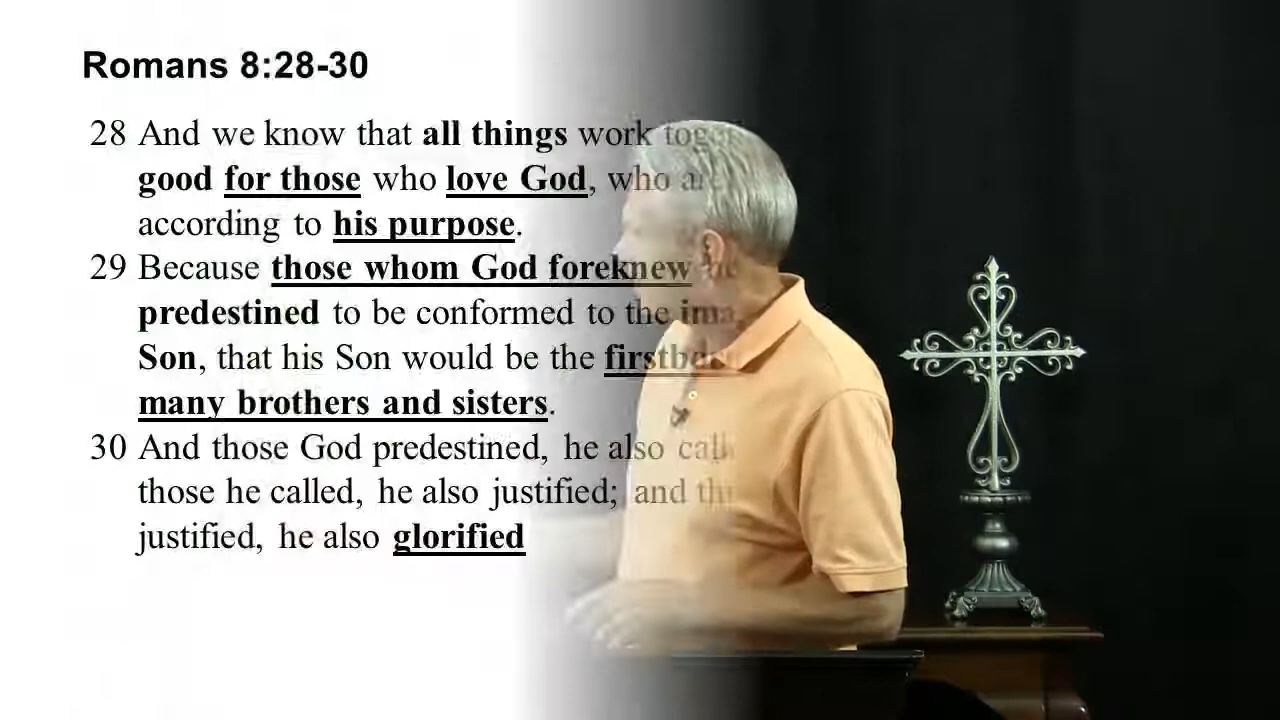 Romans 8:28-30
28 And we know that all things work
good for those who love God, who
according to his purpose.
29 Because those whom God foreknew
predestined to be conformed to the
Son, that his Son would be the
many brothers and sisters.
30 And those God predestined, he also
those he called, he also justified; and
justified, he also glorified